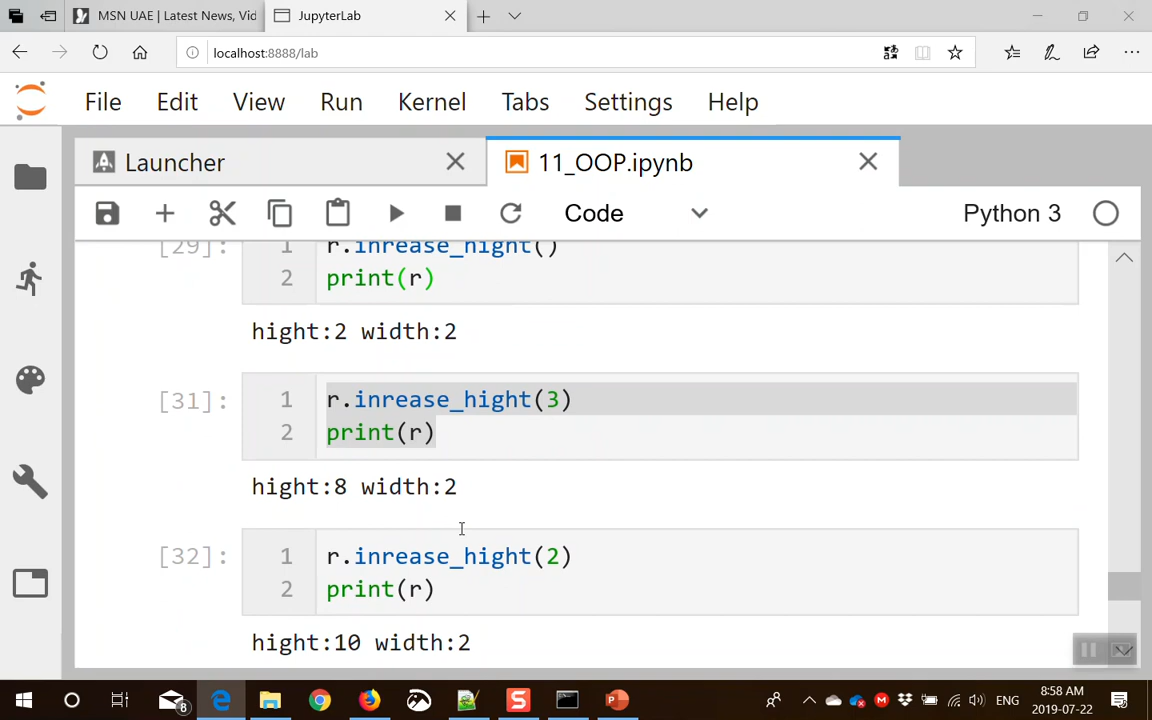 MSN UAE | Latest News, Vid
JupyterLab
localhost:8888/lab
File Edit View Run Kernel Tabs Settings Help
Launcher
11_OOP.ipynb
Code
Python 3
[29]: 1 r.inrease_hight()
2 print(r)
hight:2 width:2
[31]: 1 r.inrease_hight(3)
2 print(r)
hight:8 width:2
[32]: 1 r.inrease_hight(2)
2 print(r)
hight:10 width:2
8
ENG
8:58 AM
2019-07-22